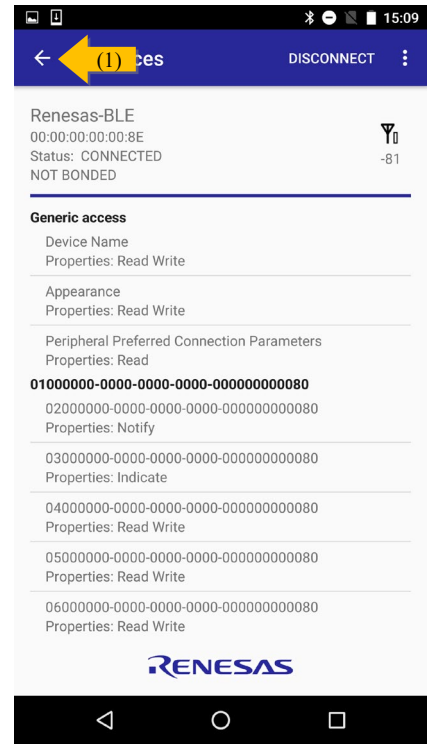 15:09
(1) ces DISCONNECT
Renesas-BLE
00:00:00:00:00:8E
Status: CONNECTED
-81
NOT BONDED
Generic access
Device Name
Properties: Read Write
Appearance
Properties: Read Write
Peripheral Preferred Connection Parameters
Properties: Read
01000000-0000-0000-0000-000000000080
02000000-0000-0000-0000-000000000080
Properties: Notify
03000000-0000-0000-0000-000000000080
Properties: Indicate
04000000-0000-0000-0000-000000000080
Properties: Read Write
05000000-0000-0000-0000-000000000080
Properties: Read Write
06000000-0000-0000-0000-000000000080
Properties: Read Write
RENESAS